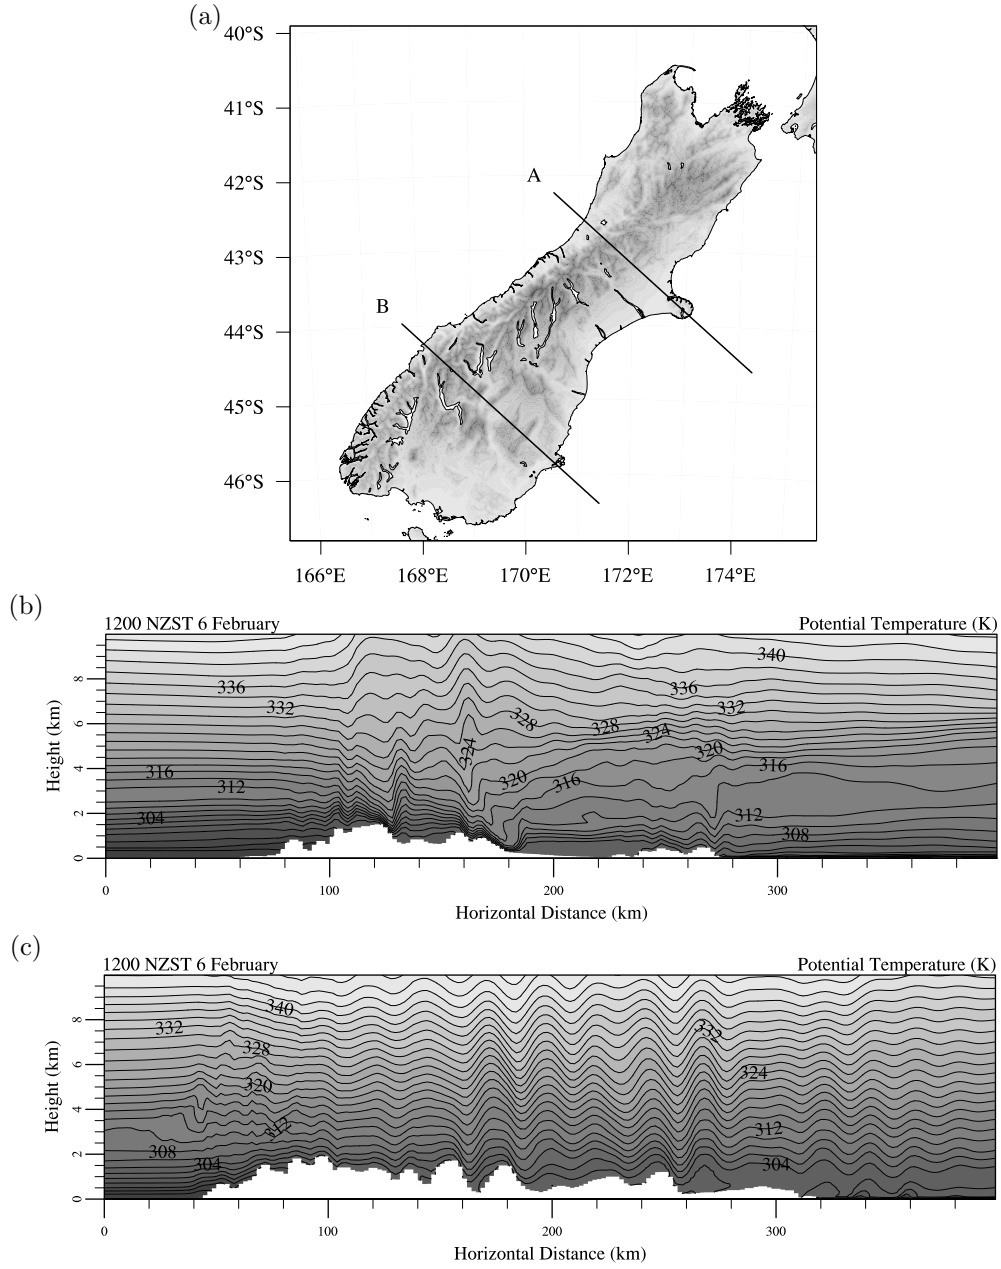 (a)
40°S
41°S
42°S
43°S
44°S
45°S
46°S
A
B
166°E 168°E 170°E 172°E 174°E
(b)
1200 NZST 6 February Potential Temperature (K)
Height (km)
8
6
4
2
0
340
336 336
332 332
328 328
324 324
320 320
316 316 316
312 312
304 308
0 100 200 300
Horizontal Distance (km)
(c)
1200 NZST 6 February Potential Temperature (K)
Height (km)
8
6
4
2
0
340
332 332
328
320 324
312 312
308
304 304
0 100 200 300
Horizontal Distance (km)